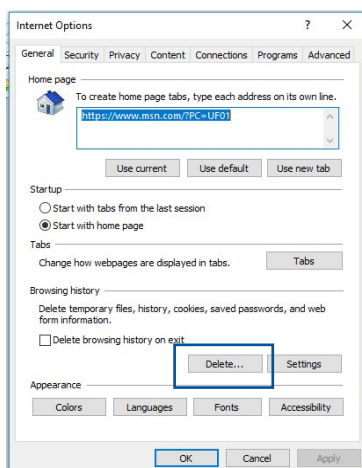 Internet Options ? X
General Security Privacy Content Connections Programs Advanced
Home page
To create home page tabs, type each address on its own line.
https://www.msn.com/?PC=UF01
Use current Use default Use new tab
Startup
Start with tabs from the last session
Start with home page
Tabs
Change how webpages are displayed in tabs. Tabs
Browsing history
Delete temporary files, history, cookies, saved passwords, and web
form information.
Delete browsing history on exit
Delete... Settings
Appearance
Colors Languages Fonts Accessibility
OK Cancel Apply